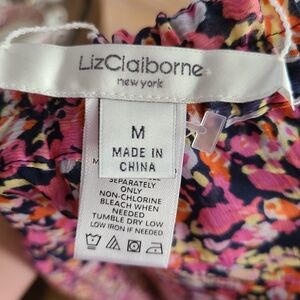 LizClaiborne
new york
M
MADE IN
CHINA
SEPARATELY
ONLY
NON-CHLORINE
BLEACH WHEN
NEEDED
TUMBLE DRY LOW
LOW IRON IF NEEDED